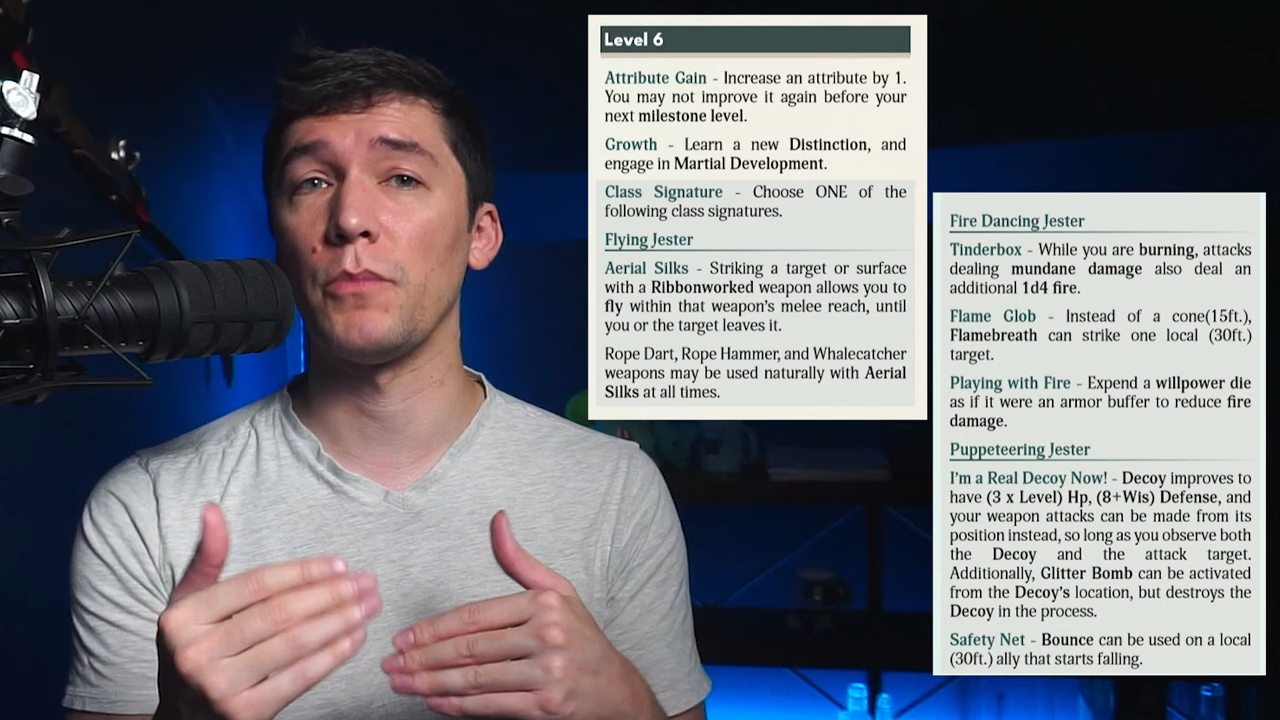 Level 6
Attribute Gain - Increase an attribute by 1.
You may not improve it again before your
next milestone level.
Growth - Learn a new Distinction, and
engage in Martial Development.
Class Signature - Choose ONE of the
following class signatures.
Flying Jester
Aerial Silks - Striking a target or surface
with a Ribbonworked weapon allows you to
fly within that weapon's melee reach, until
you or the target leaves it.
Rope Dart, Rope Hammer, and Whalecatcher
weapons may be used naturally with Aerial
Silks at all times.
Fire Dancing Jester
Tinderbox - While you are burning, attacks
dealing mundane damage also deal an
additional 1d4 fire.
Flame Glob - Instead of a cone(15ft.),
Flamebreath can strike one local (30ft.)
target.
Playing with Fire - Expend a willpower die
as if it were an armor buffer to reduce fire
damage.
Puppeteering Jester
I'm a Real Decoy Now! - Decoy improves to
have (3 x Level) Hp, (8+Wis) Defense, and
your weapon attacks can be made from its
position instead, so long as you observe both
the Decoy and the attack target.
Additionally, Glitter Bomb can be activated
from the Decoy's location, but destroys the
Decoy in the process.
Safety Net - Bounce can be used on a local
(30ft.) ally that starts falling.